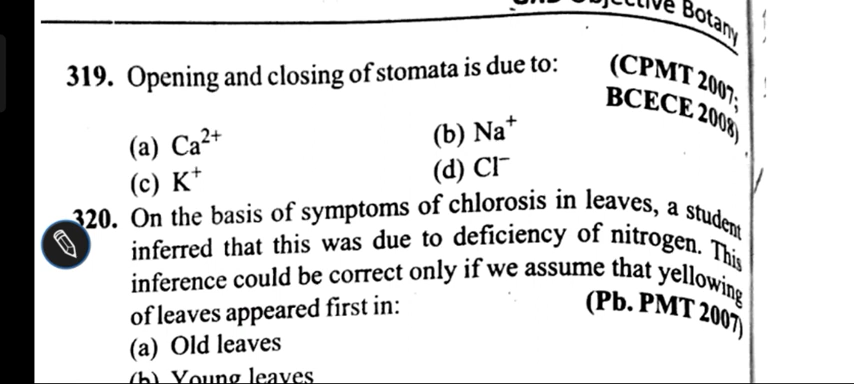 Botany
319. Opening and closing of stomata is due to: (CPMT 2007;
BCECE 2008)
(a) Ca²⁺ (b) Na⁺
(c) K⁺ (d) Cl⁻
320. On the basis of symptoms of chlorosis in leaves, a student
inferred that this was due to deficiency of nitrogen. This
inference could be correct only if we assume that yellowing
of leaves appeared first in: (Pb. PMT 2007)
(a) Old leaves
(b) Young leaves